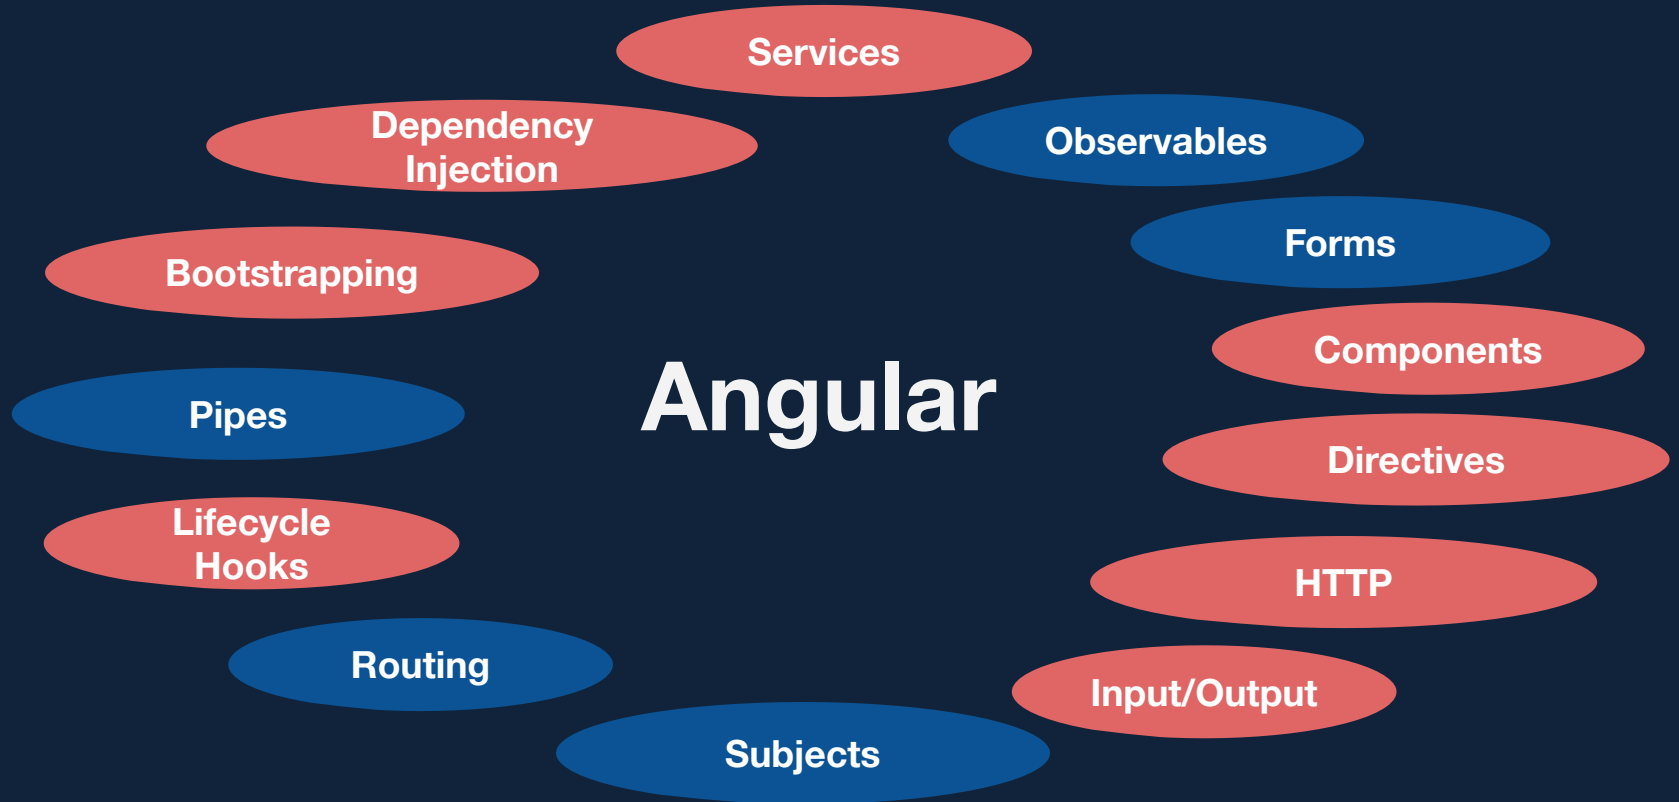 Services
Dependency
Injection
Observables
Forms
Bootstrapping
Components
Angular
Pipes
Directives
Lifecycle
Hooks
HTTP
Routing
Input/Output
Subjects